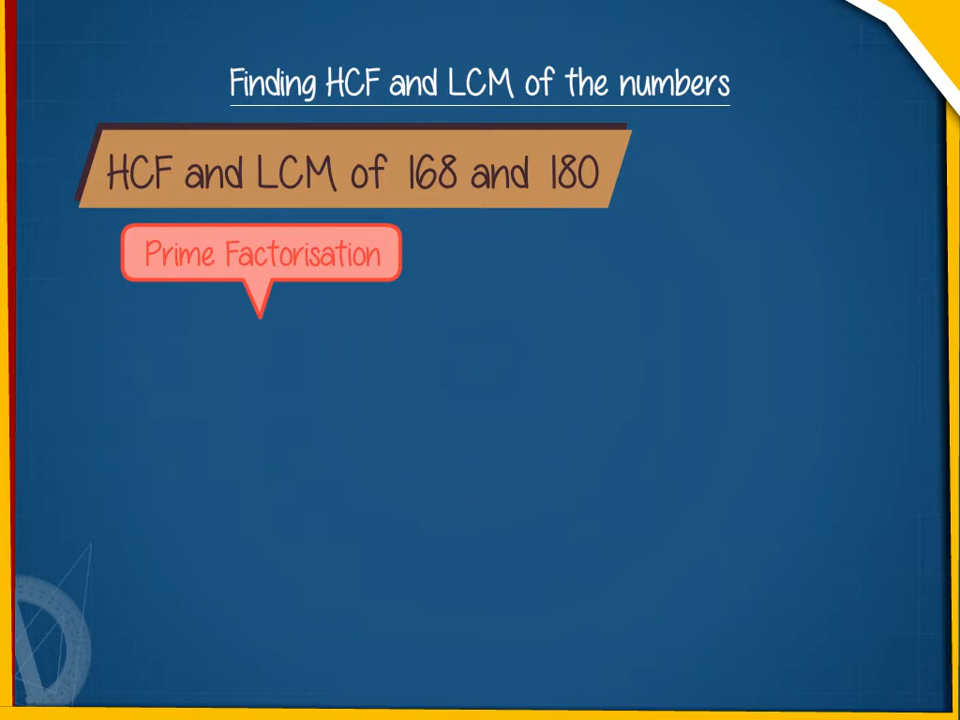 Finding HCF and LCM of the numbers
HCF and LCM of 168 and 180
Prime Factorisation